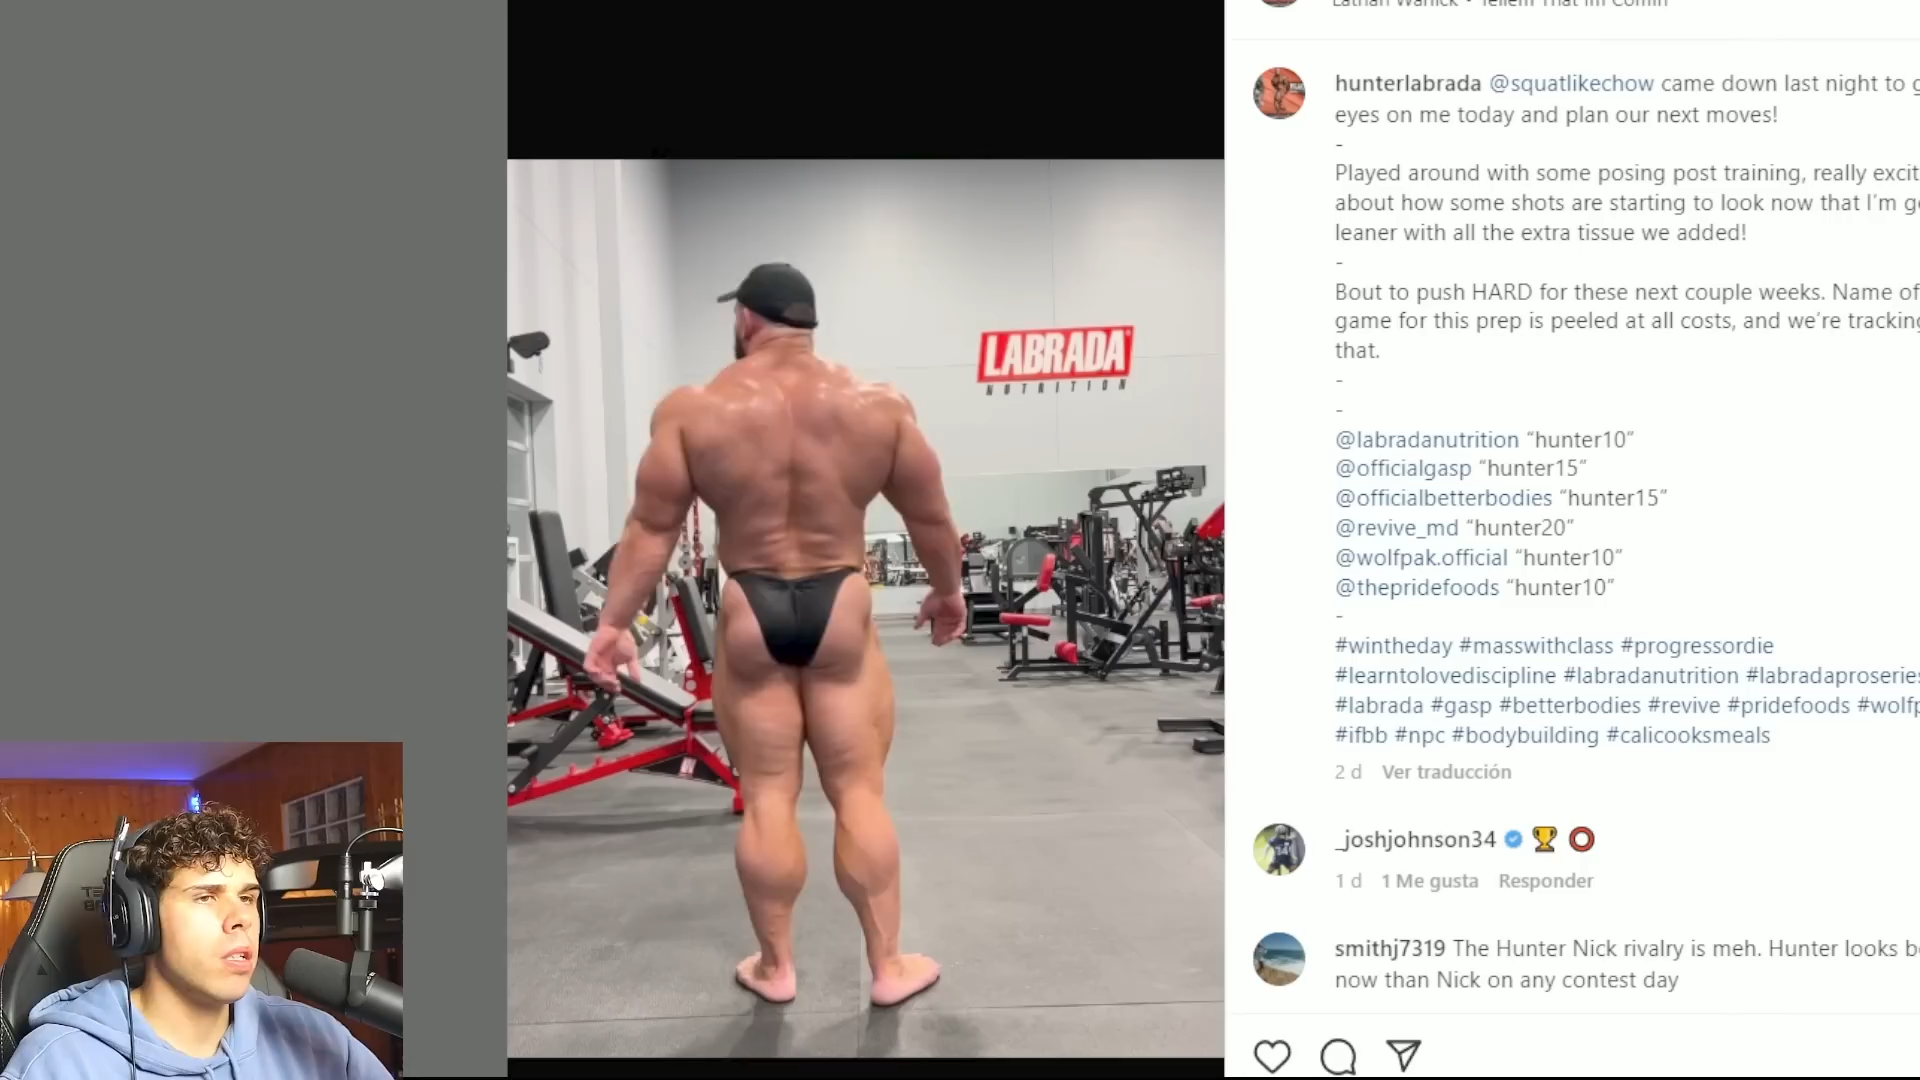 hunterlabrada @squatlikechow came down last night to
eyes on me today and plan our next moves!
-
Played around with some posing post training, really
about how some shots are starting to look now that I'm
leaner with all the extra tissue we added!
-
Bout to push HARD for these next couple weeks. Name of
game for this prep is peeled at all costs, and we're
that.
-
-
@labradanutrition “hunter10”
@officialgasp “hunter15”
@officialbetterbodies “hunter15”
@revive_md “hunter20”
@wolfpak.official “hunter10”
@thepridefoods “hunter10”
-
#wintheday #masswithclass #progressordie
#learntolovediscipline #labradanutrition #labradaproseries
#labrada #gasp #betterbodies #revive #pridefoods
#ifbb #npc #bodybuilding #calicooksmeals
2 d Ver traducción
_joshjohnson34 🏆 ⭕
1 d 1 Me gusta Responder
smithj7319 The Hunter Nick rivalry is meh. Hunter looks
now than Nick on any contest day
LABRADA
NUTRITION